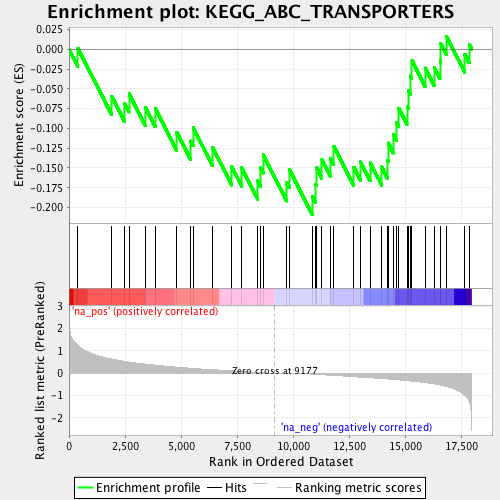 Enrichment plot: KEGG_ABC_TRANSPORTERS
Enrichment score (ES)
0.025
0.000
-0.025
-0.050
-0.075
-0.100
-0.125
-0.150
-0.175
-0.200
Ranked list metric (PreRanked)
3
2
1
0
-1
-2
'na_pos' (positively correlated)
Zero cross at 9177
'na_neg' (negatively correlated)
0 2,500 5,000 7,500 10,000 12,500 15,000 17,500
Rank in Ordered Dataset
Enrichment profile Hits Ranking metric scores